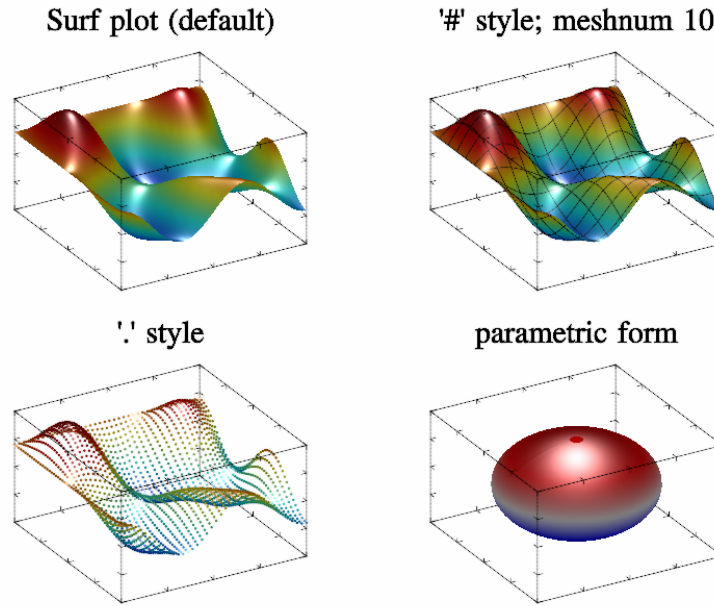 Surf plot (default)
'#' style; meshnum 10
'.' style
parametric form